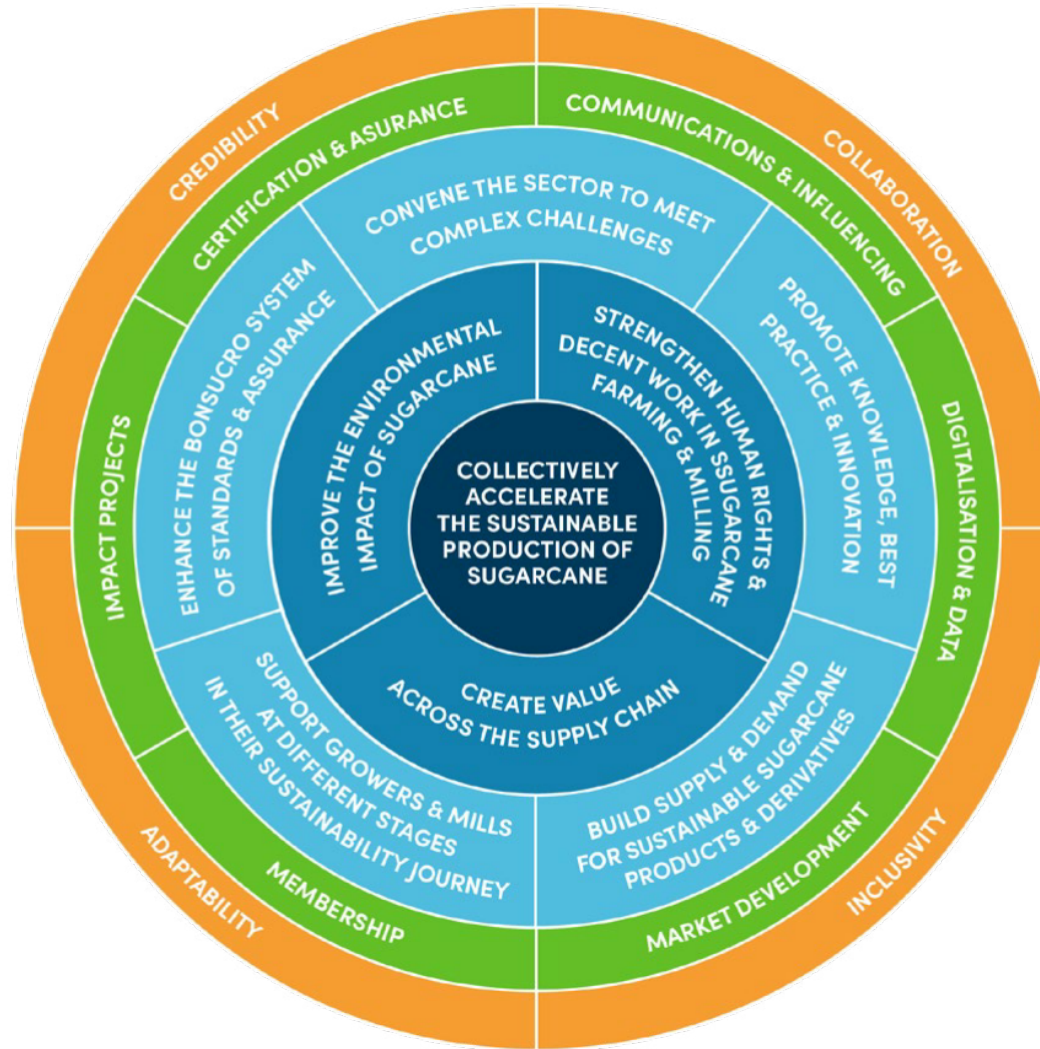 CREDIBILITY
COLLABORATION
INCLUSIVITY
ADAPTABILITY
CERTIFICATION & ASURANCE
COMMUNICATIONS & INFLUENCING
DIGITALISATION & DATA
MARKET DEVELOPMENT
MEMBERSHIP
IMPACT PROJECTS
CONVENE THE SECTOR TO MEET
COMPLEX CHALLENGES
PROMOTE KNOWLEDGE, BEST
PRACTICE & INNOVATION
BUILD SUPPLY & DEMAND
FOR SUSTAINABLE SUGARCANE
PRODUCTS & DERIVATIVES
SUPPORT GROWERS & MILLS
AT DIFFERENT STAGES
IN THEIR SUSTAINABILITY JOURNEY
ENHANCE THE BONSUCRO SYSTEM
OF STANDARDS & ASSURANCE
IMPROVE THE ENVIRONMENTAL
IMPACT OF SUGARCANE
STRENGTHEN HUMAN RIGHTS &
DECENT WORK IN SSUGARCANE
FARMING & MILLING
CREATE VALUE
ACROSS THE SUPPLY CHAIN
COLLECTIVELY
ACCELERATE
THE SUSTAINABLE
PRODUCTION OF
SUGARCANE